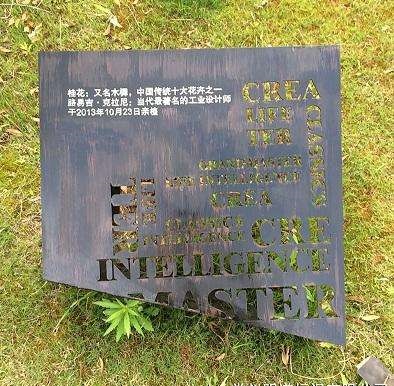 桂花：又名木樨，中国传统十大花卉之一
路易吉·克拉尼：当代最著名的工业设计师
于2013年10月23日亲植
CREA
LIFE
TER
CLASSICS
GRANDMASTER
LIFE INTELLIGENCE
CREA
LIFE
TER
CLASSICS
INTELLIGENCE
CRE
INTELLIGENCE
MASTER